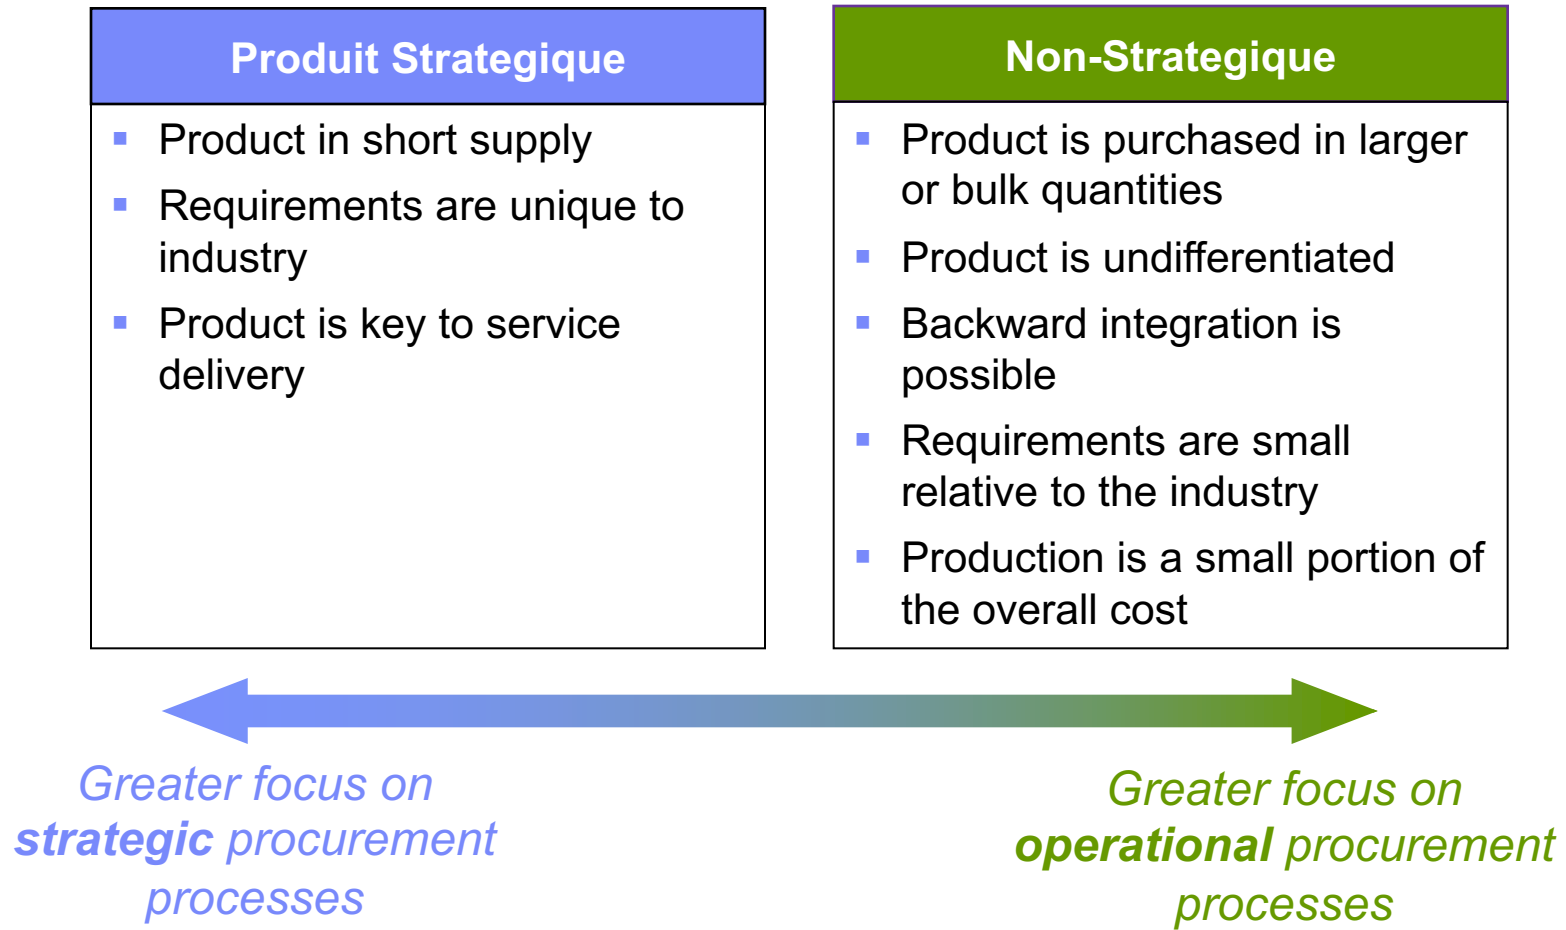 Produit Strategique
Product in short supply
Requirements are unique to
industry
Product is key to service
delivery
Non-Strategique
Product is purchased in larger
or bulk quantities
Product is undifferentiated
Backward integration is
possible
Requirements are small
relative to the industry
Production is a small portion of
the overall cost
Greater focus on
strategic procurement
processes
Greater focus on
operational procurement
processes